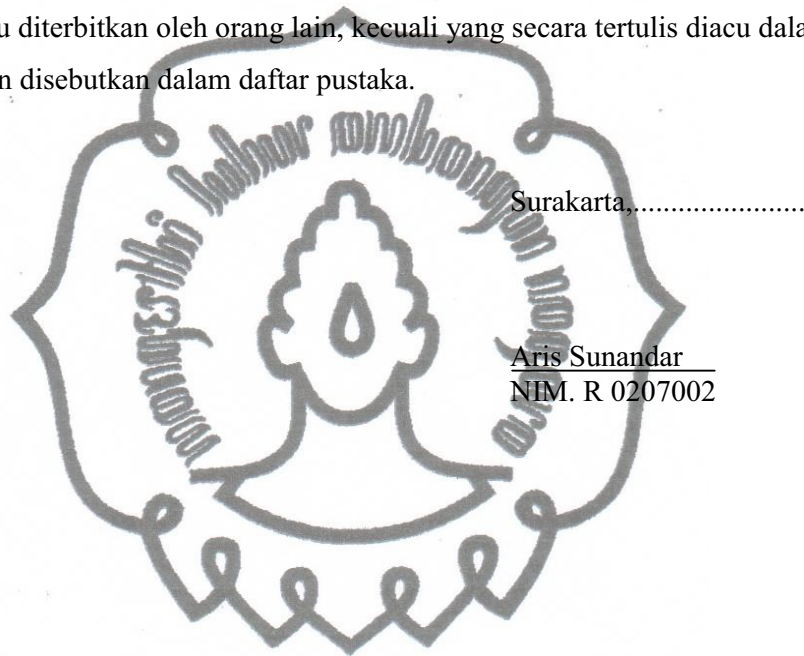 u diterbitkan oleh orang lain, kecuali yang secara tertulis diacu dala
n disebutkan dalam daftar pustaka.
Surakarta,.......................
Aris Sunandar
NIM. R 0207002